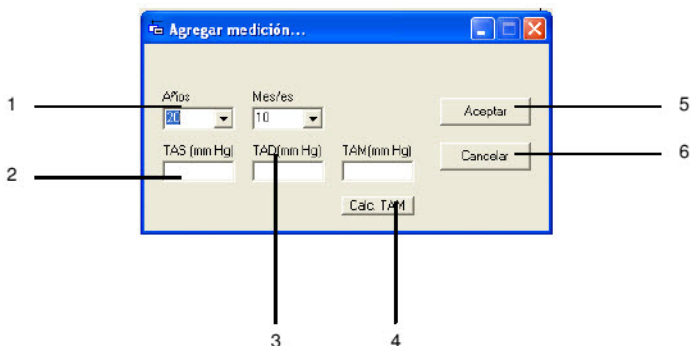 Agregar medición...
Años Mes/es
20 10
TAS (mm Hg) TAD(mm Hg) TAM(mm Hg)
Calc. TAM
Aceptar
Cancelar
1
2
3
4
5
6